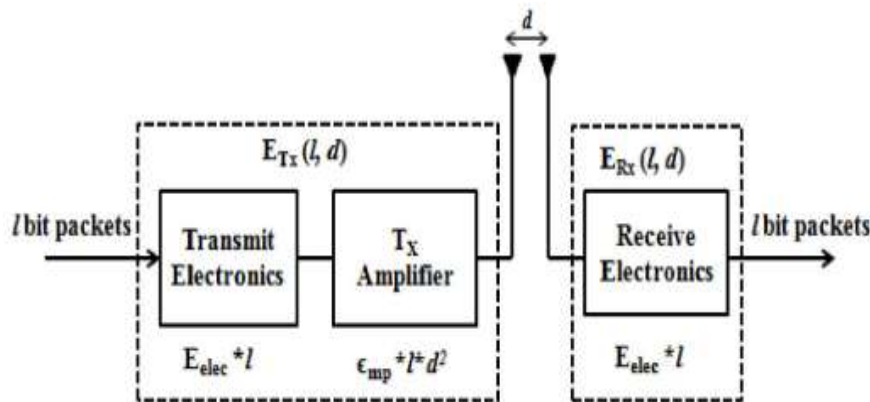 d
E_Tx (l, d)
E_Rx (l, d)
l bit packets
Transmit
Electronics
T_X
Amplifier
Receive
Electronics
l bit packets
E_elec *l
ϵ_mp *l*d²
E_elec *l